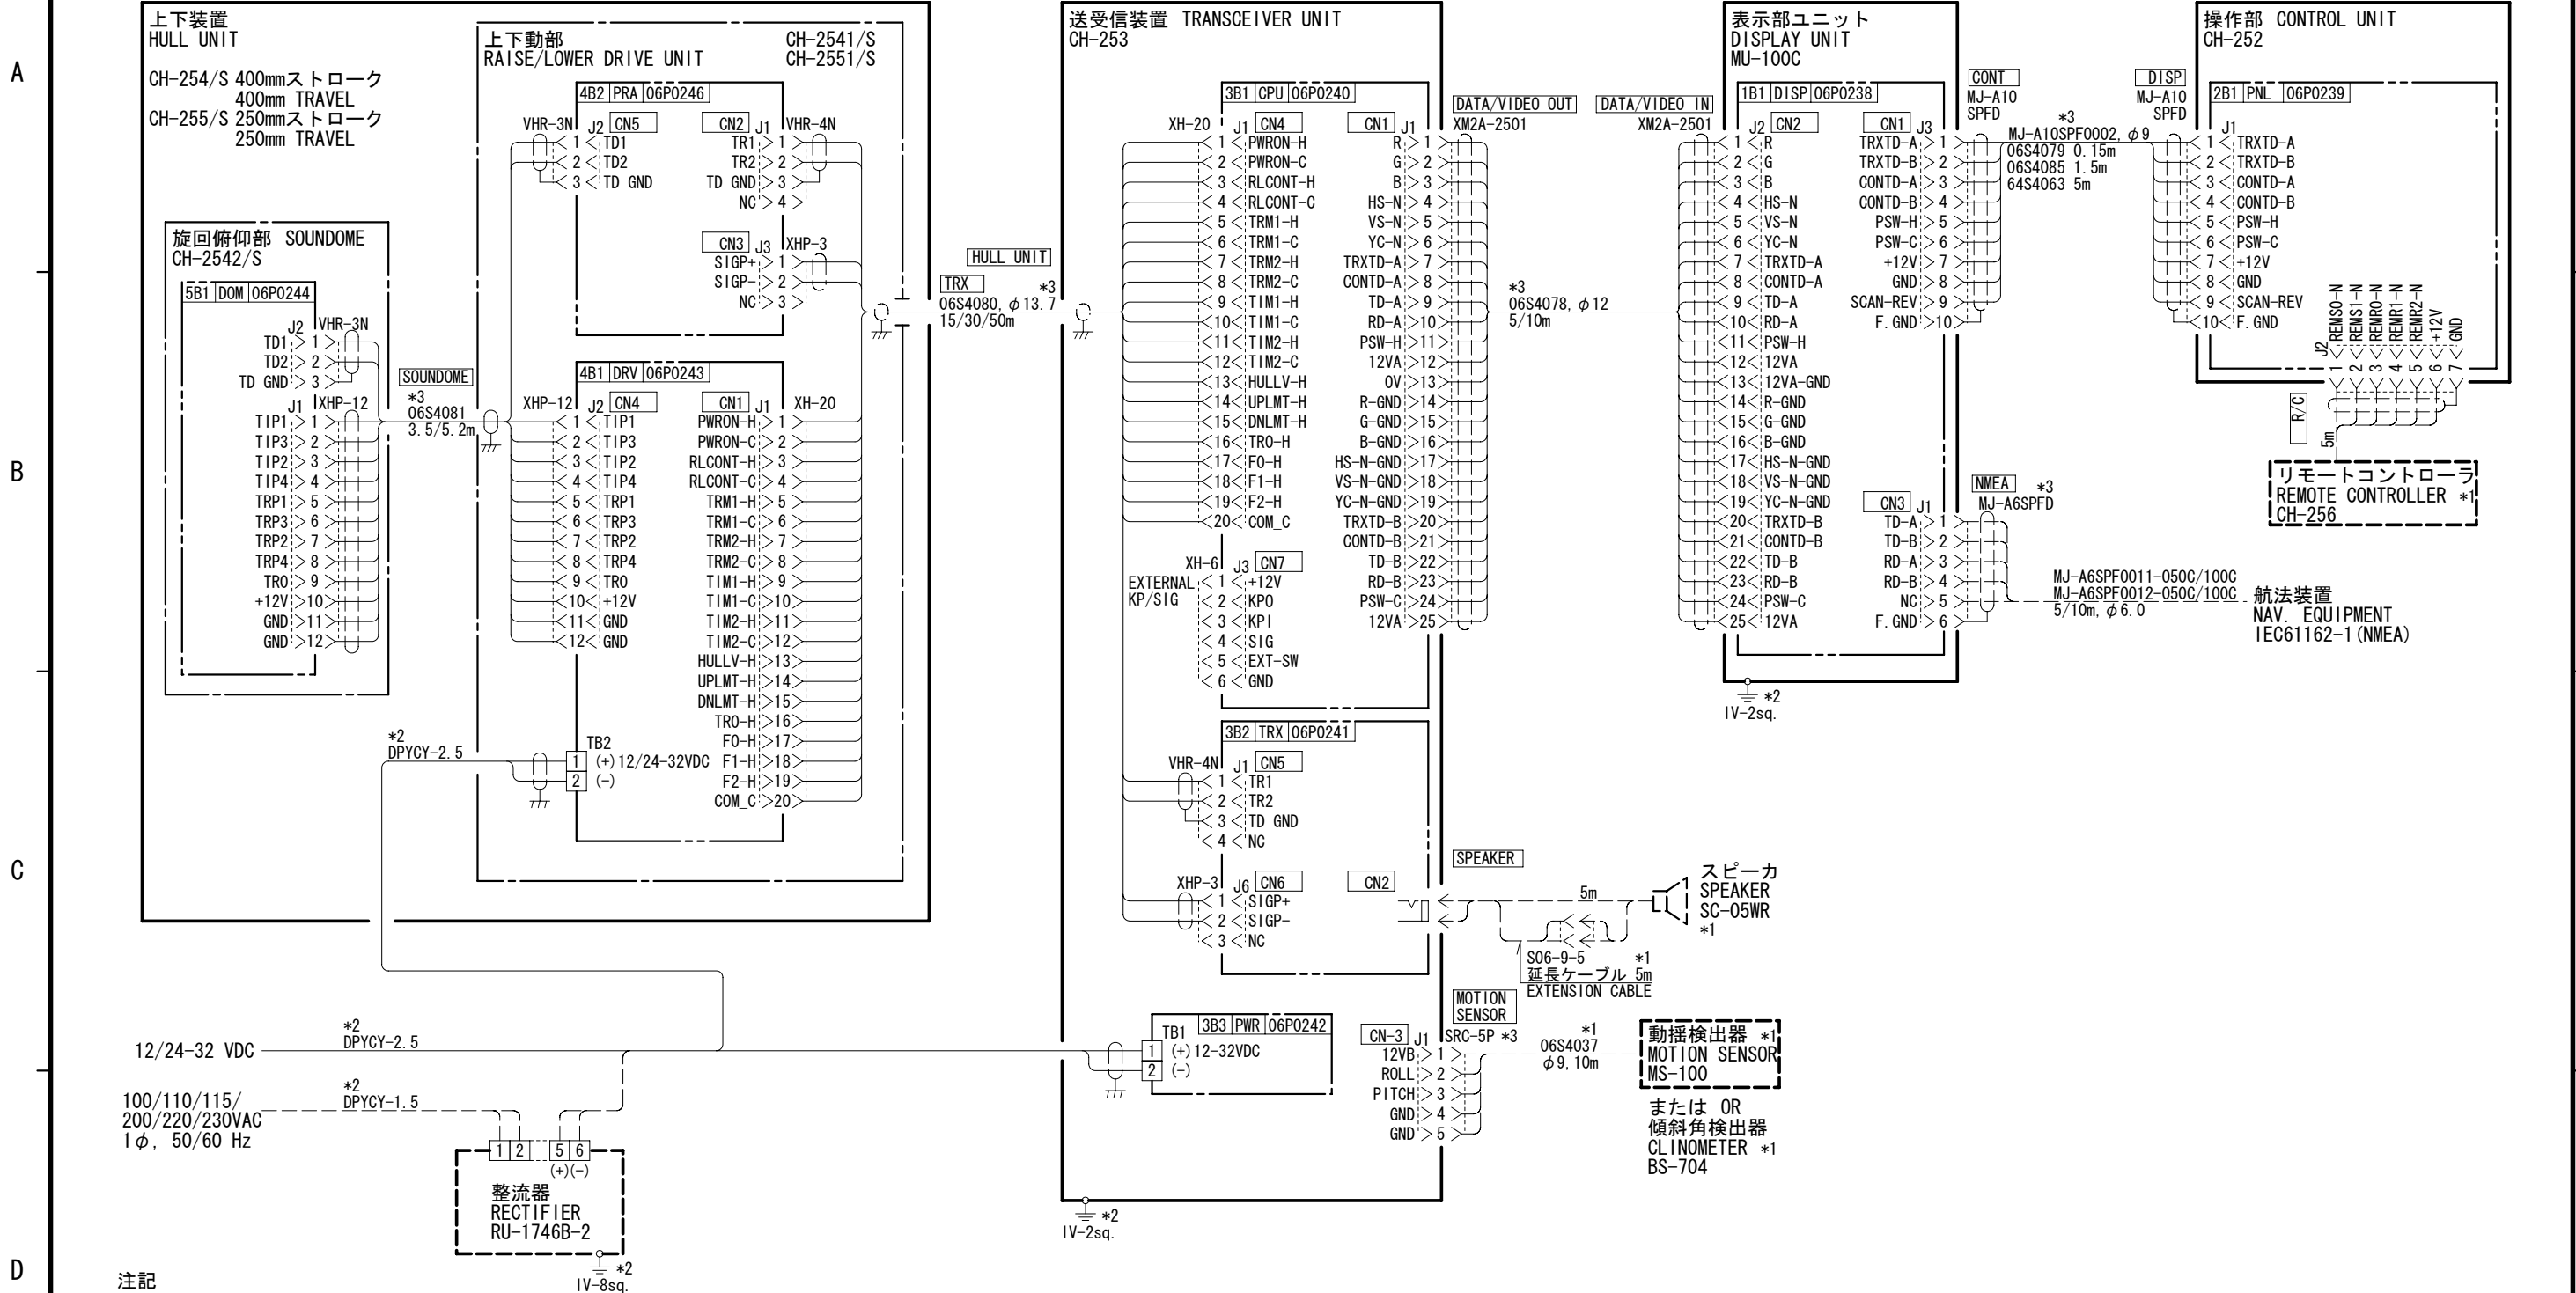 A
B
C
D
上下装置
HULL UNIT
CH-254/S 400mmストローク
400mm TRAVEL
CH-255/S 250mmストローク
250mm TRAVEL
上下動部
RAISE/LOWER DRIVE UNIT
CH-2541/S
CH-2551/S
4B2 PRA 06P0246
VHR-3N J2 CN5
1 TD1
2 TD2
3 TD GND
CN2 J1 VHR-4N
TR1 1
TR2 2
TD GND 3
NC 4
CN3 J3 XHP-3
SIGP+ 1
SIGP- 2
NC 3
旋回俯仰部 SOUNDOME
CH-2542/S
5B1 DOM 06P0244
J2 VHR-3N
TD1 1
TD2 2
TD GND 3
J1 XHP-12
TIP1 1
TIP3 2
TIP2 3
TIP4 4
TRP1 5
TRP3 6
TRP2 7
TRP4 8
TRO 9
+12V 10
GND 11
GND 12
SOUNDOME
*3
06S4081
3.5/5.2m
4B1 DRV 06P0243
XHP-12 J2 CN4
1 TIP1
2 TIP3
3 TIP2
4 TIP4
5 TRP1
6 TRP3
7 TRP2
8 TRP4
9 TRO
10 +12V
11 GND
12 GND
CN1 J1 XH-20
PWRON-H 1
PWRON-C 2
RLCONT-H 3
RLCONT-C 4
TRM1-H 5
TRM1-C 6
TRM2-H 7
TRM2-C 8
TIM1-H 9
TIM1-C 10
TIM2-H 11
TIM2-C 12
HULLV-H 13
UPLMT-H 14
DNLMT-H 15
TRO-H 16
F0-H 17
F1-H 18
F2-H 19
COM_C 20
TB2
1 (+)12/24-32VDC
2 (-)
*2
DPYCY-2.5
HULL UNIT
TRX
*3
06S4080, φ13.7
15/30/50m
送受信装置 TRANSCEIVER UNIT
CH-253
3B1 CPU 06P0240
XH-20 J1 CN4
1 PWRON-H
2 PWRON-C
3 RLCONT-H
4 RLCONT-C
5 TRM1-H
6 TRM1-C
7 TRM2-H
8 TRM2-C
9 TIM1-H
10 TIM1-C
11 TIM2-H
12 TIM2-C
13 HULLV-H
14 UPLMT-H
15 DNLMT-H
16 TRO-H
17 F0-H
18 F1-H
19 F2-H
20 COM_C
CN1 J1
R 1
G 2
B 3
HS-N 4
VS-N 5
YC-N 6
TRXTD-A 7
CONTD-A 8
TD-A 9
RD-A 10
PSW-H 11
12VA 12
0V 13
R-GND 14
G-GND 15
B-GND 16
HS-N-GND 17
VS-N-GND 18
YC-N-GND 19
TRXTD-B 20
CONTD-B 21
TD-B 22
RD-B 23
PSW-C 24
12VA 25
XH-6 J3 CN7
EXTERNAL
KP/SIG
1 +12V
2 KPO
3 KPI
4 SIG
5 EXT-SW
6 GND
3B2 TRX 06P0241
VHR-4N J1 CN5
1 TR1
2 TR2
3 TD GND
4 NC
XHP-3 J6 CN6
1 SIGP+
2 SIGP-
3 NC
CN2
SPEAKER
5m
スピーカ
SPEAKER
SC-05WR
*1
S06-9-5 *1
延長ケーブル 5m
EXTENSION CABLE
TB1
3B3 PWR 06P0242
1 (+)12-32VDC
2 (-)
MOTION
SENSOR
CN-3 J1 SRC-5P *3
12VB 1
ROLL 2
PITCH 3
GND 4
GND 5
*1
06S4037
φ9, 10m
動揺検出器 *1
MOTION SENSOR
MS-100
または OR
傾斜角検出器
CLINOMETER *1
BS-704
*2
IV-2sq.
DATA/VIDEO OUT
XM2A-2501
*3
06S4078, φ12
5/10m
DATA/VIDEO IN
XM2A-2501
表示部ユニット
DISPLAY UNIT
MU-100C
1B1 DISP 06P0238
J2 CN2
1 R
2 G
3 B
4 HS-N
5 VS-N
6 YC-N
7 TRXTD-A
8 CONTD-A
9 TD-A
10 RD-A
11 PSW-H
12 12VA
13 12VA-GND
14 R-GND
15 G-GND
16 B-GND
17 HS-N-GND
18 VS-N-GND
19 YC-N-GND
20 TRXTD-B
21 CONTD-B
22 TD-B
23 RD-B
24 PSW-C
25 12VA
CN1 J3
TRXTD-A 1
TRXTD-B 2
CONTD-A 3
CONTD-B 4
PSW-H 5
PSW-C 6
+12V 7
GND 8
SCAN-REV 9
F.GND 10
CN3 J1
TD-A 1
TD-B 2
RD-A 3
RD-B 4
NC 5
F.GND 6
NMEA *3
MJ-A6SPFD
*2
IV-2sq.
MJ-A6SPF0011-050C/100C
MJ-A6SPF0012-050C/100C
5/10m, φ6.0
航法装置
NAV. EQUIPMENT
IEC61162-1(NMEA)
CONT
MJ-A10
SPFD
*3
MJ-A10SPF0002, φ9
06S4079 0.15m
06S4085 1.5m
64S4063 5m
DISP
MJ-A10
SPFD
操作部 CONTROL UNIT
CH-252
2B1 PNL 06P0239
J1
1 TRXTD-A
2 TRXTD-B
3 CONTD-A
4 CONTD-B
5 PSW-H
6 PSW-C
7 +12V
8 GND
9 SCAN-REV
10 F.GND
J2
1 REMS0-N
2 REMS1-N
3 REMR0-N
4 REMR1-N
5 REMR2-N
6 +12V
7 GND
R/C
5m
リモートコントローラ
REMOTE CONTROLLER *1
CH-256
12/24-32 VDC
*2
DPYCY-2.5
100/110/115/
200/220/230VAC
1φ, 50/60 Hz
*2
DPYCY-1.5
1 2 5 6
(+)(-)
整流器
RECTIFIER
RU-1746B-2
*2
IV-8sq.
注記